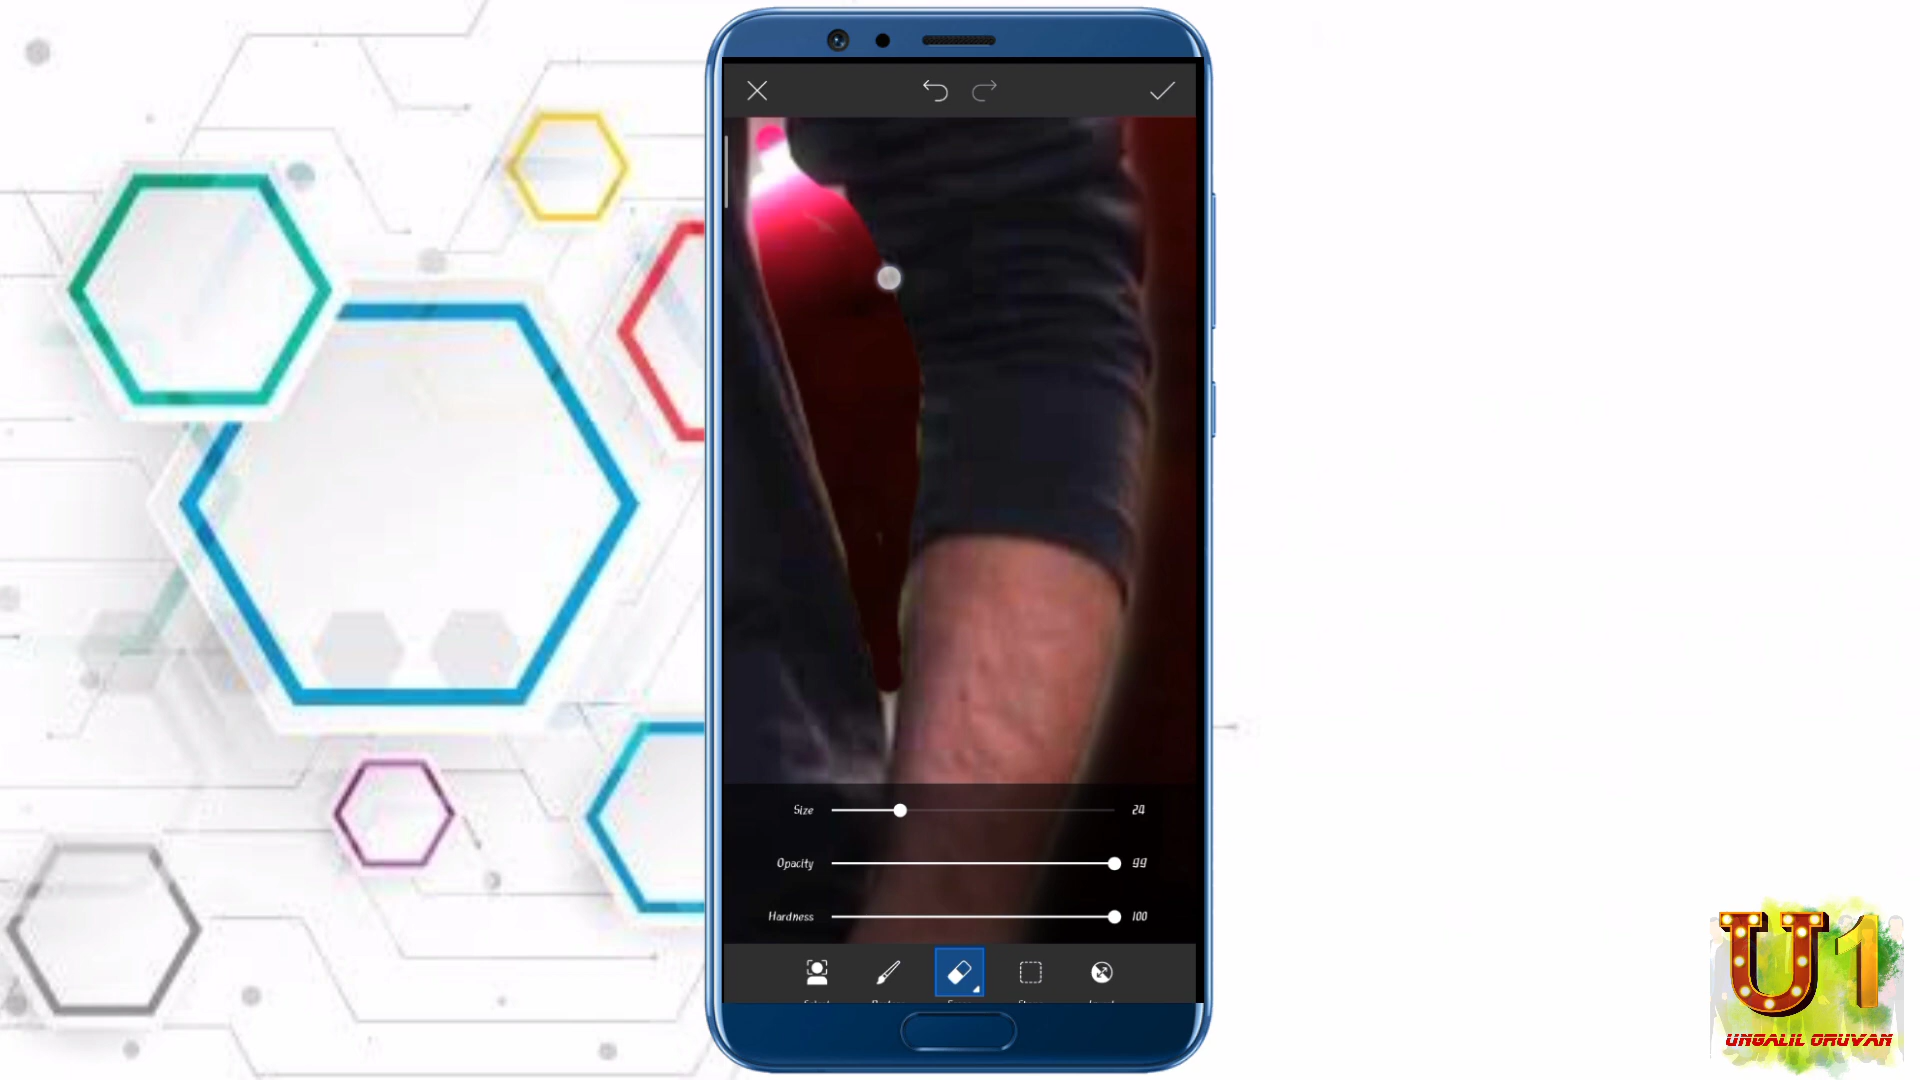 Size 24
Opacity 99
Hardness 100
U1
UNGALIL ORUVAN